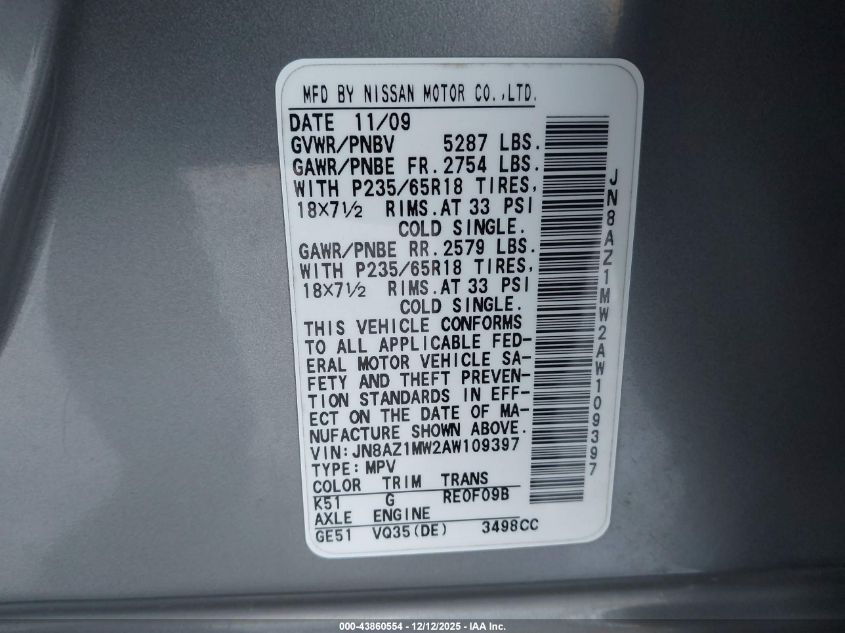 MFD BY NISSAN MOTOR CO.,LTD.
DATE 11/09
GVWR/PNBV 5287 LBS.
GAWR/PNBE FR. 2754 LBS.
WITH P235/65R18 TIRES,
18X7½ RIMS.AT 33 PSI
COLD SINGLE.
GAWR/PNBE RR. 2579 LBS.
WITH P235/65R18 TIRES,
18X7½ RIMS.AT 33 PSI
COLD SINGLE.
THIS VEHICLE CONFORMS
TO ALL APPLICABLE FED-
ERAL MOTOR VEHICLE SA-
FETY AND THEFT PREVEN-
TION STANDARDS IN EFF-
ECT ON THE DATE OF MA-
NUFACTURE SHOWN ABOVE.
VIN:JN8AZ1MW2AW109397
TYPE:MPV
COLOR TRIM TRANS
K51 G RE0F09B
AXLE ENGINE
GE51 VQ35(DE) 3498CC
JN8AZ1MW2AW109397
000-43860554 - 12/12/2025 - IAA Inc.